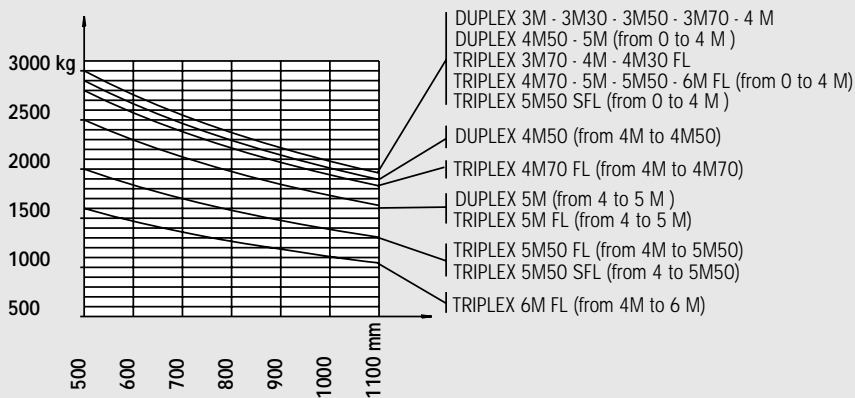 DUPLEX 3M - 3M30 - 3M50 - 3M70 - 4 M
DUPLEX 4M50 - 5M (from 0 to 4 M )
TRIPLEX 3M70 - 4M - 4M30 FL
TRIPLEX 4M70 - 5M - 5M50 - 6M FL (from 0 to 4 M)
TRIPLEX 5M50 SFL (from 0 to 4 M )
DUPLEX 4M50 (from 4M to 4M50)
TRIPLEX 4M70 FL (from 4M to 4M70)
DUPLEX 5M (from 4 to 5 M )
TRIPLEX 5M FL (from 4 to 5 M)
TRIPLEX 5M50 FL (from 4M to 5M50)
TRIPLEX 5M50 SFL (from 4 to 5M50)
TRIPLEX 6M FL (from 4M to 6 M)
3000 kg
2500
2000
1500
1000
500
500
600
700
800
900
1000
1100 mm